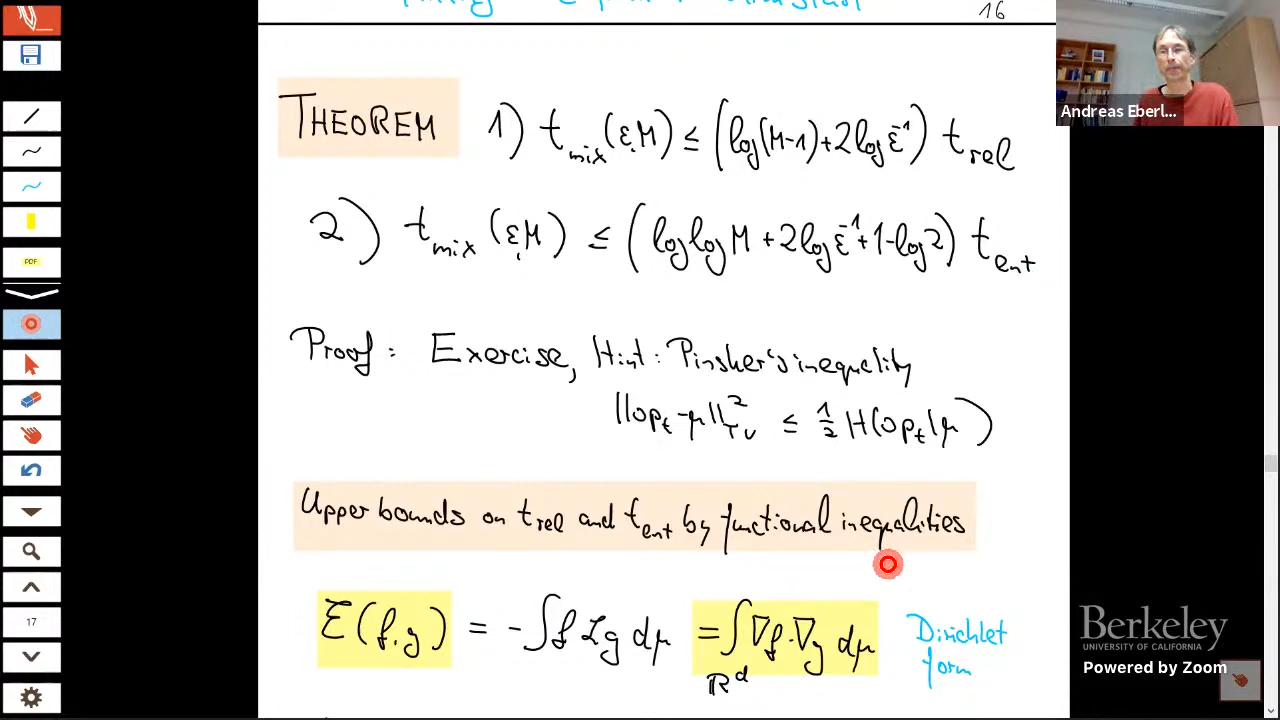 16
THEOREM 1) t_mix(ε,M) ≤ (log(M-1)+2log ε^-1) t_rel
2) t_mix(ε,M) ≤ (log log M + 2 log ε^-1 + 1-log 2) t_ent
Proof: Exercise, Hint: Pinsker's inequality
||op_t-μ||²_TV ≤ 1/2 H(op_t|μ)
Upper bounds on t_rel and t_ent by functional inequalities
E(f,g) = -∫f Lg dμ = ∫∇f·∇g dμ
ℝ^d
Dirichlet
form
Andreas Eberl...
PDF
17
Berkeley
UNIVERSITY OF CALIFORNIA
Powered by Zoom